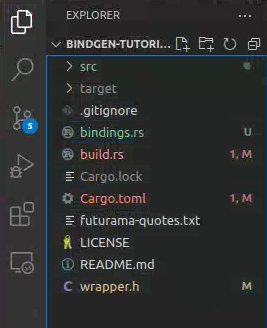 EXPLORER
BINDGEN-TUTORI...
src
target
.gitignore
bindings.rs U
build.rs 1, M
Cargo.lock
Cargo.toml 1, M
futurama-quotes.txt
LICENSE
README.md
wrapper.h M
5